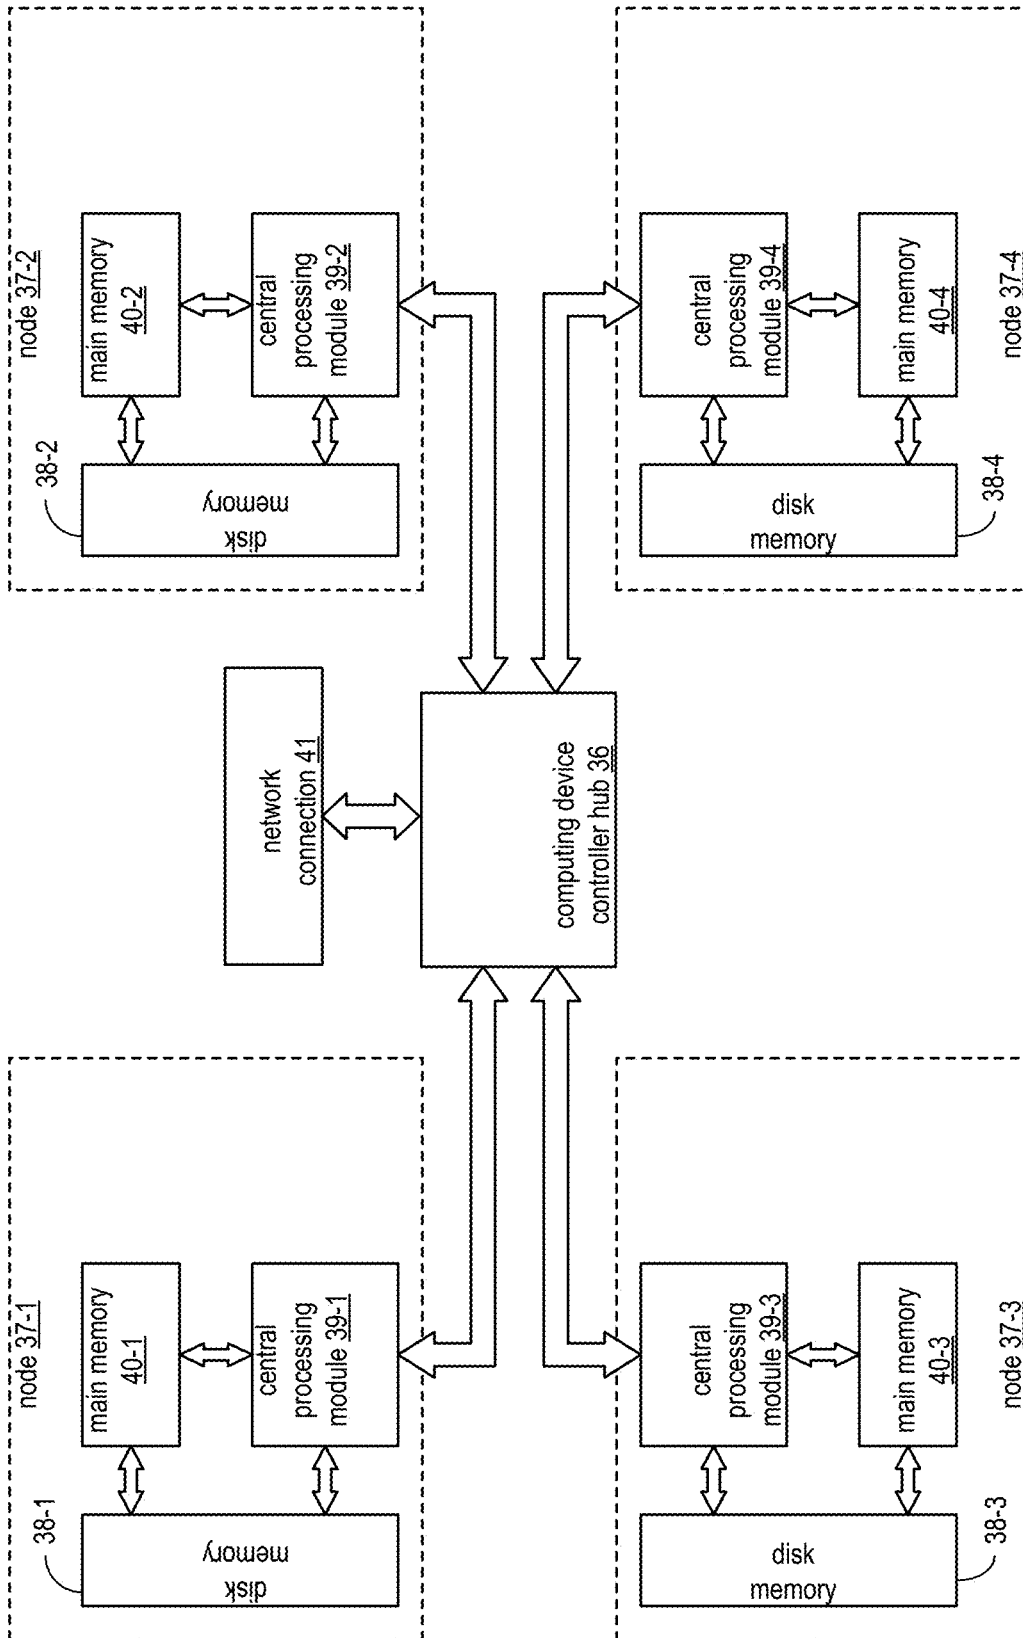 node 37-1
main memory
40-1
central
processing
module 39-1
38-1
disk
memory
node 37-2
main memory
40-2
central
processing
module 39-2
38-2
disk
memory
network
connection 41
computing device
controller hub 36
central
processing
module 39-3
main memory
40-3
disk
memory
38-3
node 37-3
central
processing
module 39-4
main memory
40-4
disk
memory
38-4
node 37-4